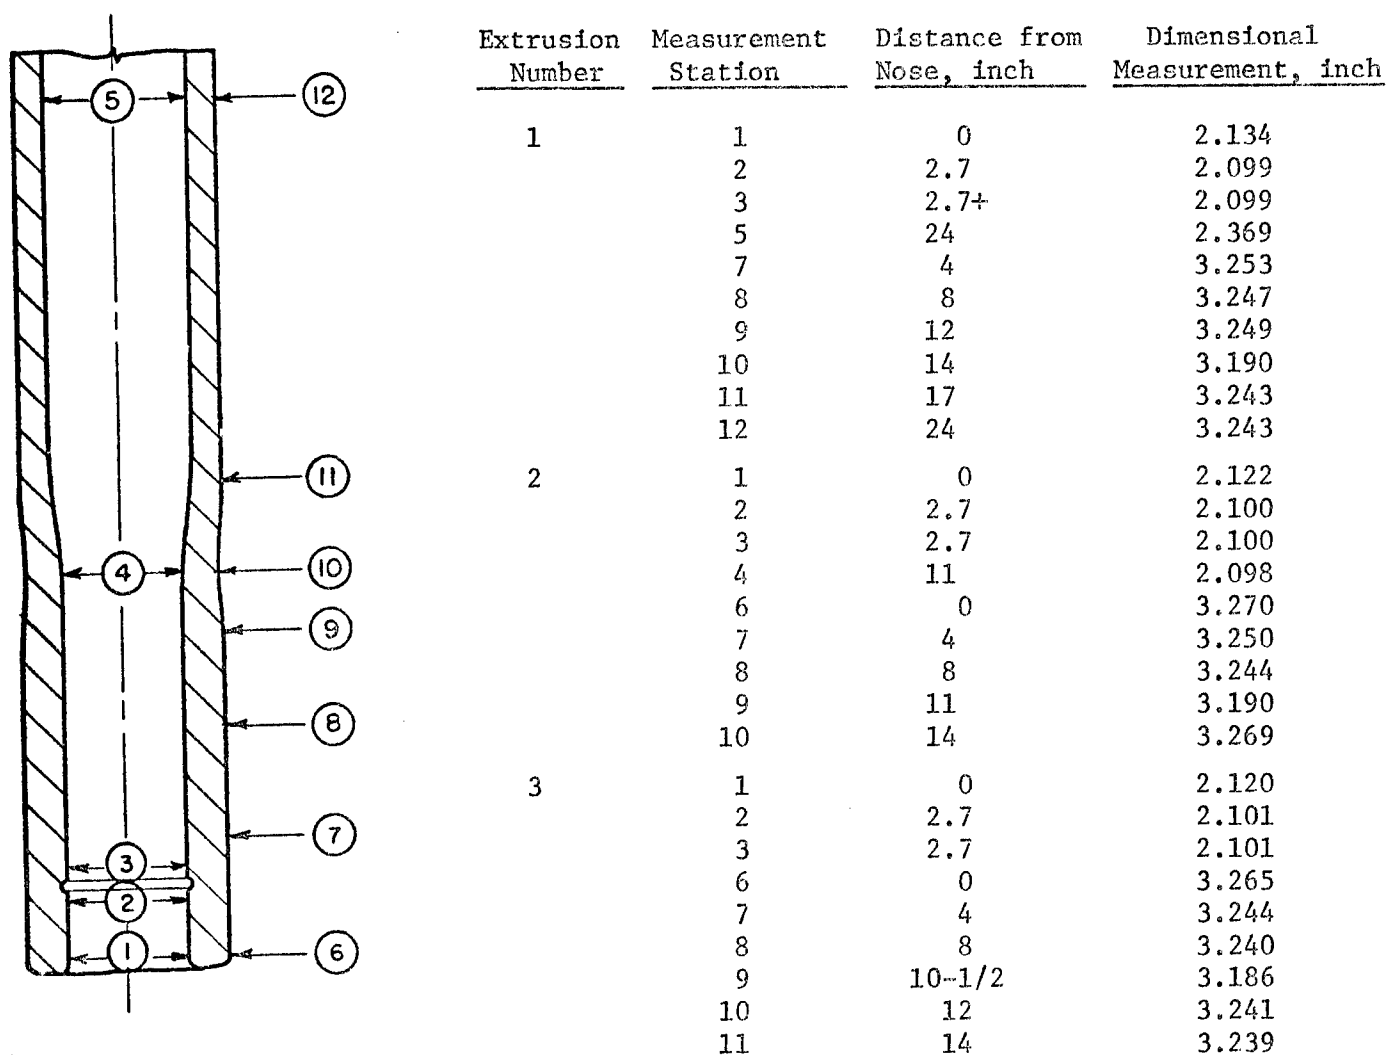 Extrusion Number Measurement Station Distance from Nose, inch Dimensional Measurement, inch
1 1 0 2.134
2 2.7 2.099
3 2.7+ 2.099
5 24 2.369
7 4 3.253
8 8 3.247
9 12 3.249
10 14 3.190
11 17 3.243
12 24 3.243
2 1 0 2.122
2 2.7 2.100
3 2.7 2.100
4 11 2.098
6 0 3.270
7 4 3.250
8 8 3.244
9 11 3.190
10 14 3.269
3 1 0 2.120
2 2.7 2.101
3 2.7 2.101
6 0 3.265
7 4 3.244
8 8 3.240
9 10-1/2 3.186
10 12 3.241
11 14 3.239
5 12
11
4 10
9
8
7
3
2
1 6